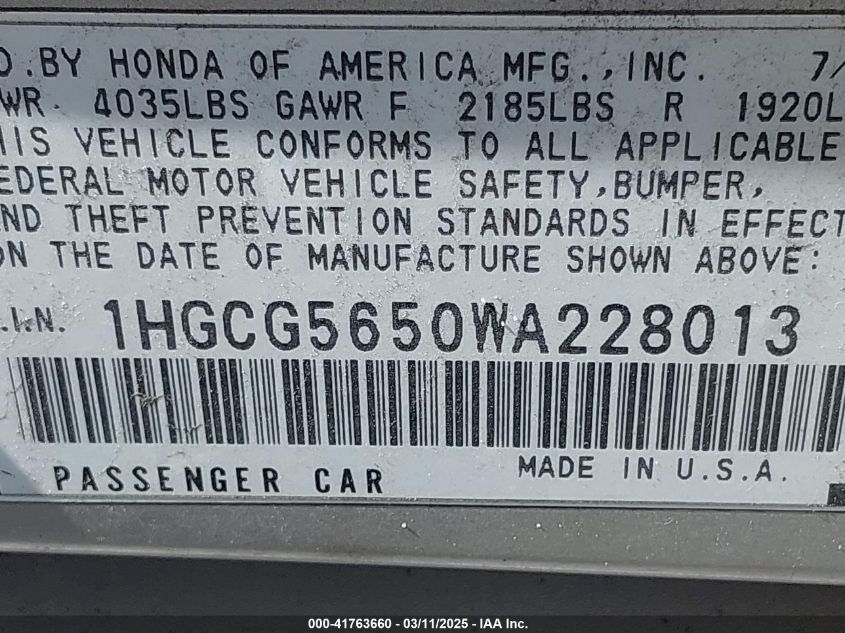 D.BY HONDA OF AMERICA MFG.,INC. 7/
WR 4035LBS GAWR F 2185LBS R 1920L
HIS VEHICLE CONFORMS TO ALL APPLICABLE
EDERAL MOTOR VEHICLE SAFETY,BUMPER,
ND THEFT PREVENTION STANDARDS IN EFFECT
ON THE DATE OF MANUFACTURE SHOWN ABOVE:
.I.N. 1HGCG5650WA228013
PASSENGER CAR MADE IN U.S.A.
000-41763660 - 03/11/2025 - IAA Inc.